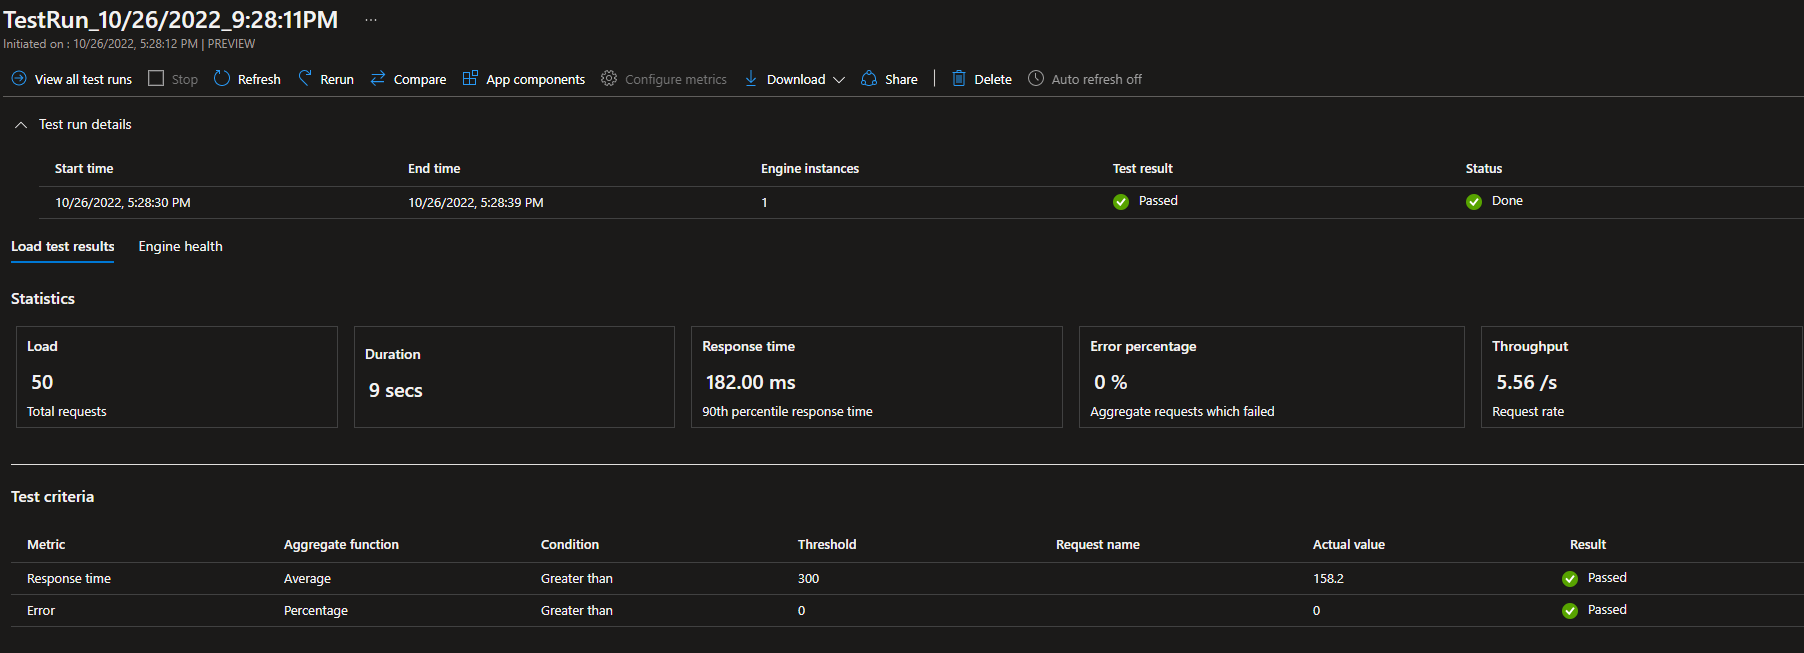 TestRun_10/26/2022_9:28:11PM ...
Initiated on : 10/26/2022, 5:28:12 PM | PREVIEW
View all test runs Stop Refresh Rerun Compare App components Configure metrics Download Share Delete Auto refresh off
Test run details
Start time End time Engine instances Test result Status
10/26/2022, 5:28:30 PM 10/26/2022, 5:28:39 PM 1 Passed Done
Load test results Engine health
Statistics
Load
50
Total requests
Duration
9 secs
Response time
182.00 ms
90th percentile response time
Error percentage
0 %
Aggregate requests which failed
Throughput
5.56 /s
Request rate
Test criteria
Metric Aggregate function Condition Threshold Request name Actual value Result
Response time Average Greater than 300 158.2 Passed
Error Percentage Greater than 0 0 Passed